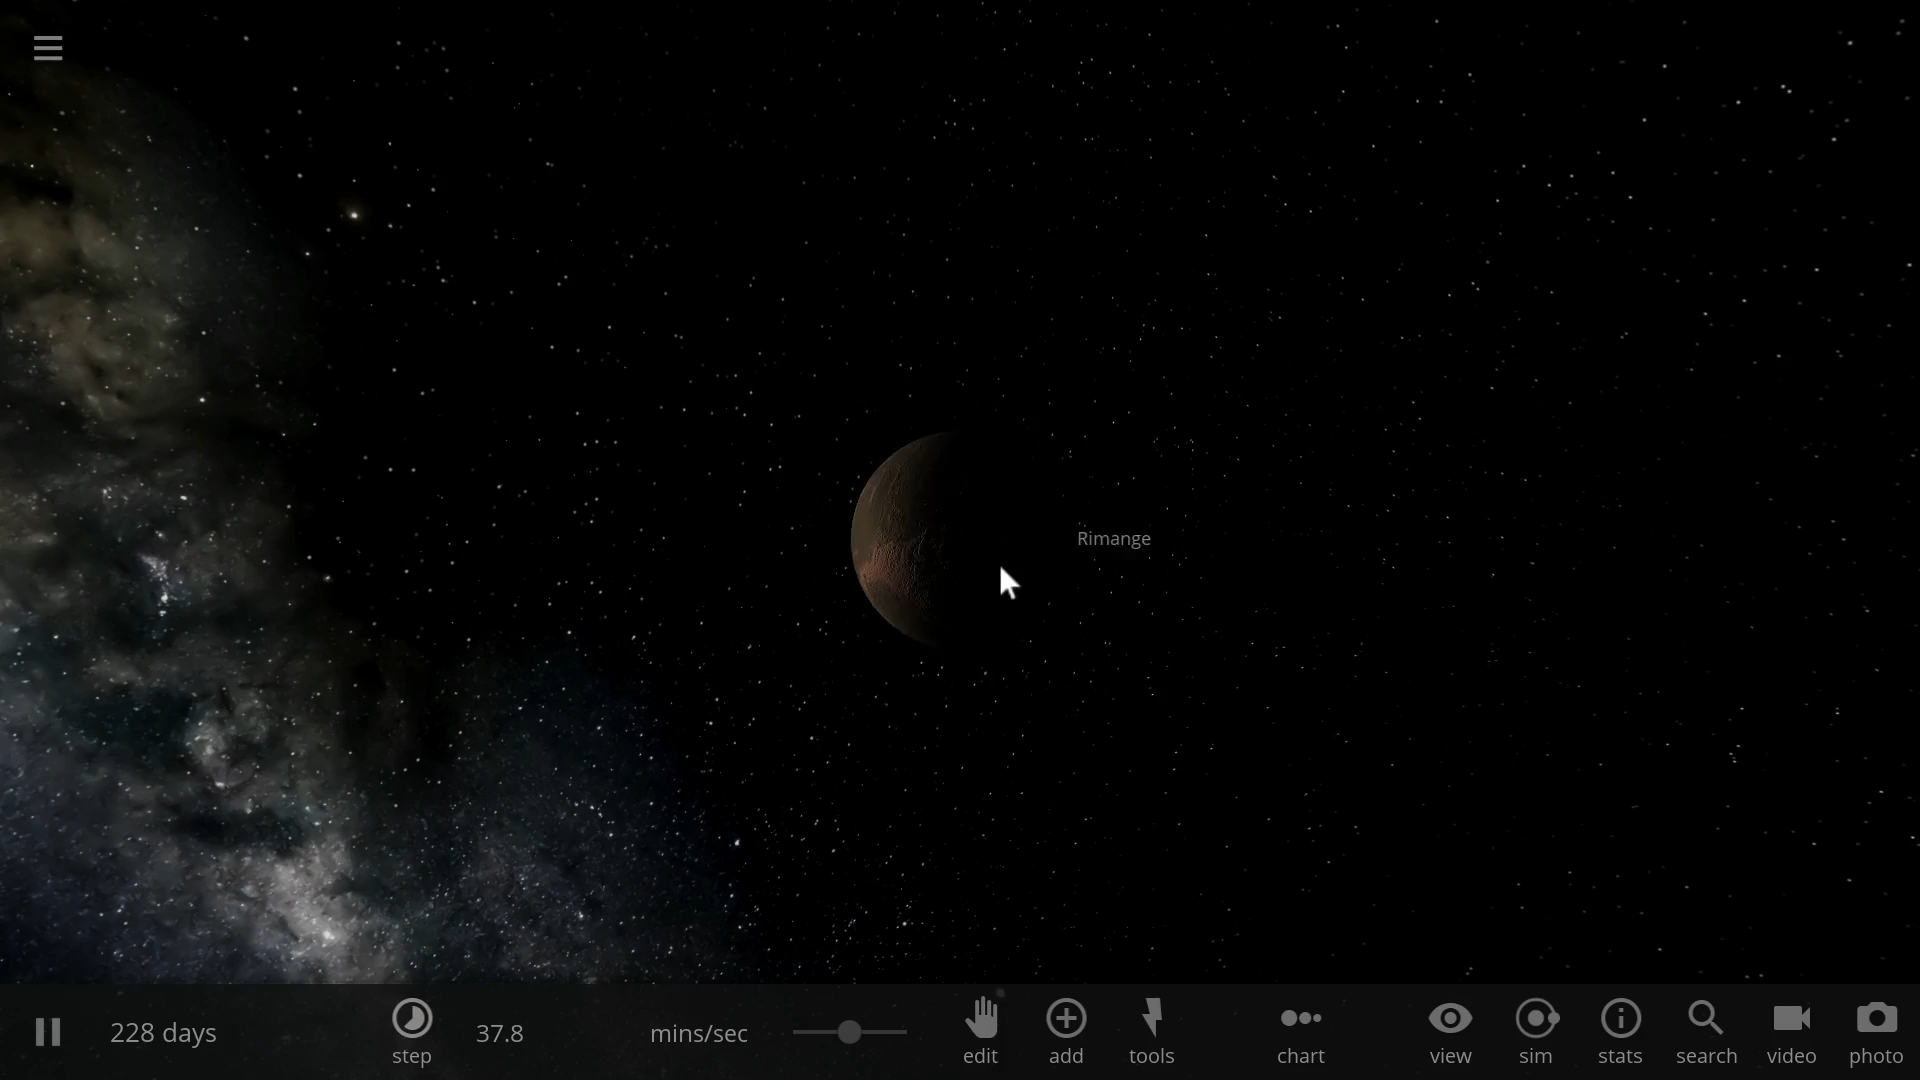 Rimange
228 days
step
37.8
mins/sec
edit
add
tools
chart
view
sim
stats
search
video
photo